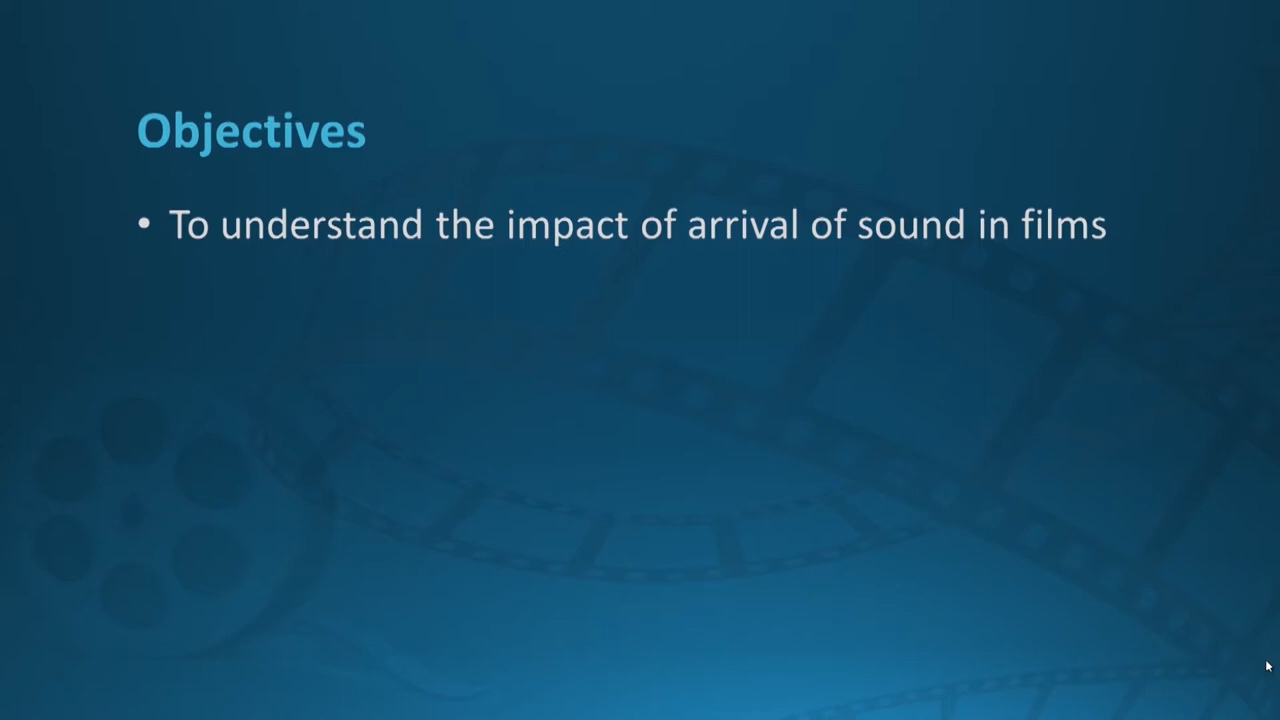 Objectives
• To understand the impact of arrival of sound in films